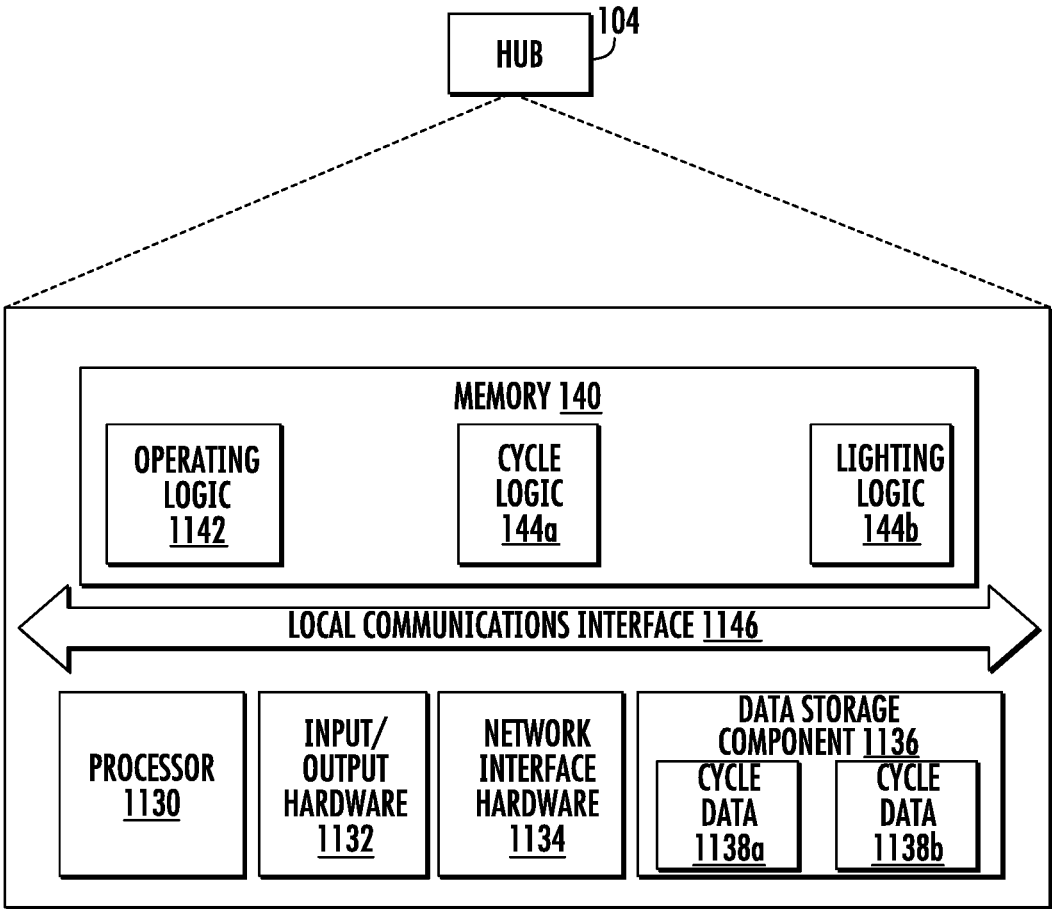 HUB
104
MEMORY 140
OPERATING
LOGIC
1142
CYCLE
LOGIC
144a
LIGHTING
LOGIC
144b
LOCAL COMMUNICATIONS INTERFACE 1146
PROCESSOR
1130
INPUT/
OUTPUT
HARDWARE
1132
NETWORK
INTERFACE
HARDWARE
1134
DATA STORAGE
COMPONENT 1136
CYCLE
DATA
1138a
CYCLE
DATA
1138b